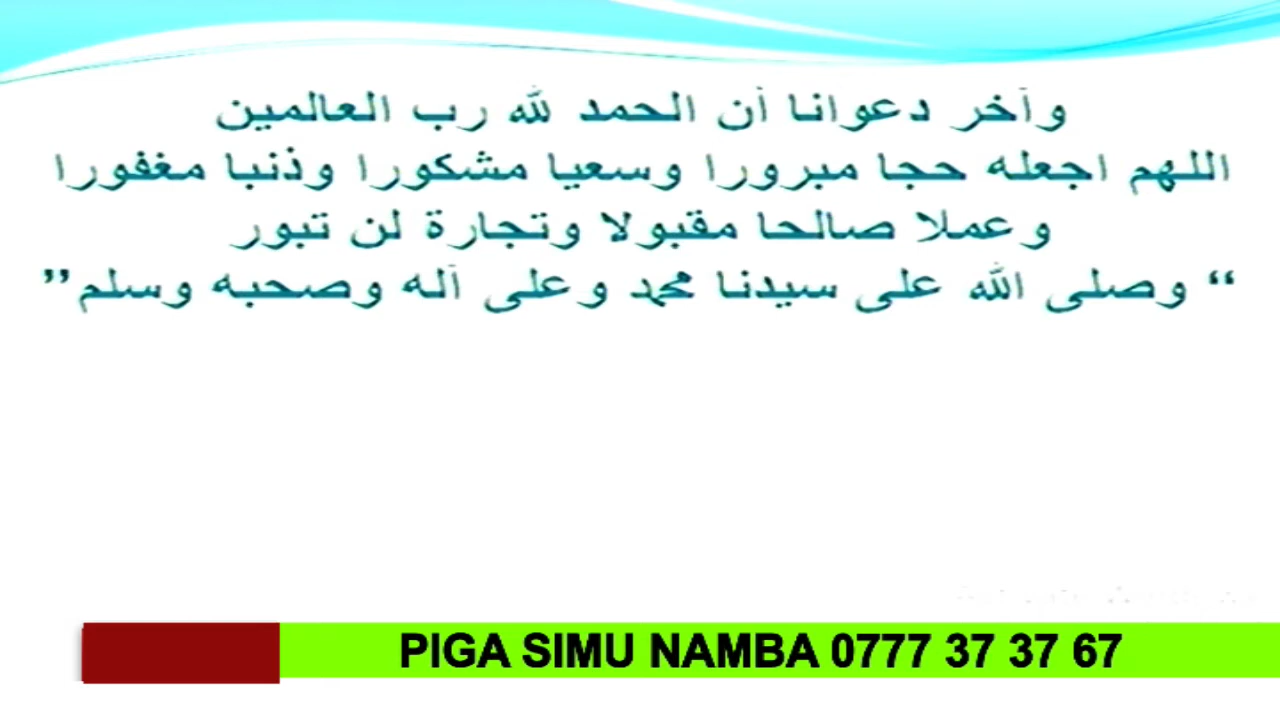 وآخر دعوانا أن الحمد لله رب العالمين
اللهم اجعله حجا مبرورا وسعيا مشكورا وذنبا مغفورا
وعملا صالحا مقبولا وتجارة لن تبور
“ وصلى الله على سيدنا محمد وعلى آله وصحبه وسلم”
PIGA SIMU NAMBA 0777 37 37 67